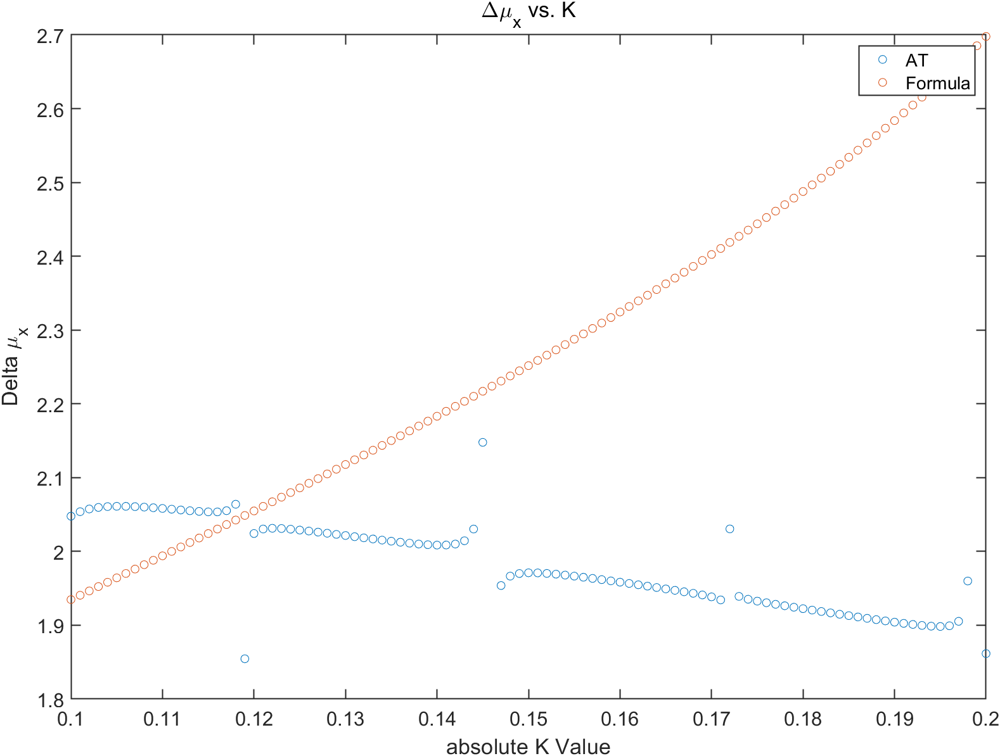 Δμx vs. K
AT
Formula
2.7
2.6
2.5
2.4
2.3
2.2
2.1
2
1.9
1.8
Delta μx
0.1 0.11 0.12 0.13 0.14 0.15 0.16 0.17 0.18 0.19 0.2
absolute K Value